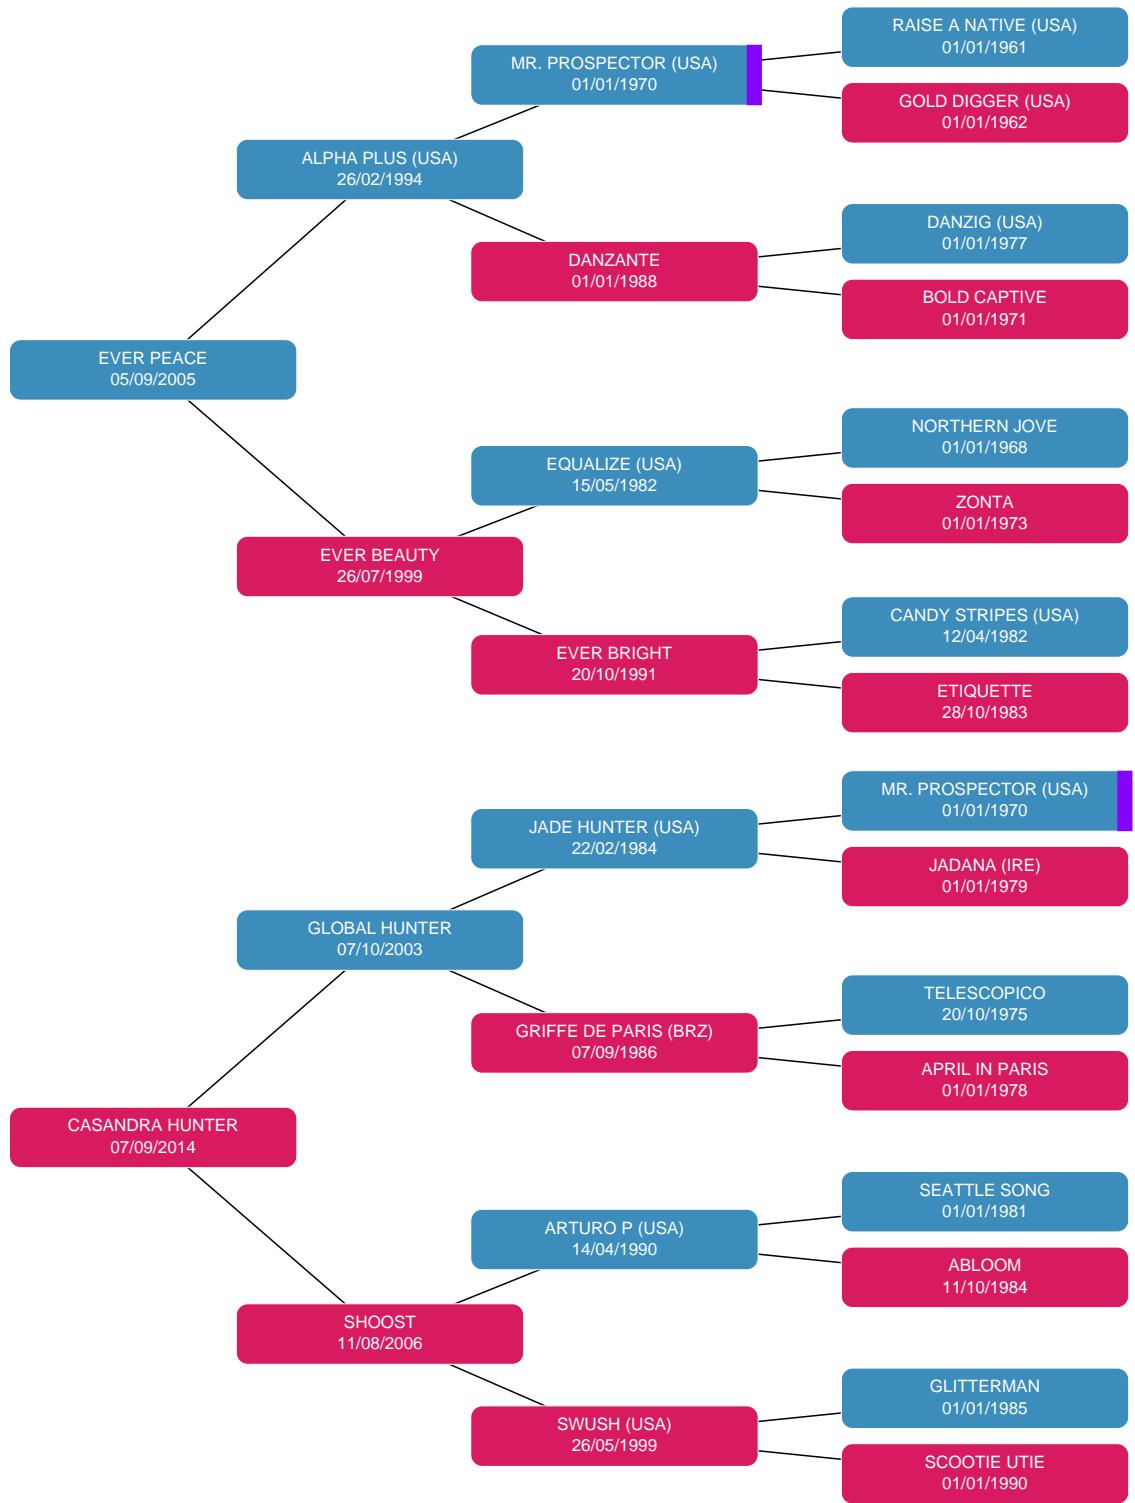 RAISE A NATIVE (USA)
01/01/1961
MR. PROSPECTOR (USA)
01/01/1970
GOLD DIGGER (USA)
01/01/1962
ALPHA PLUS (USA)
26/02/1994
DANZIG (USA)
01/01/1977
DANZANTE
01/01/1988
BOLD CAPTIVE
01/01/1971
EVER PEACE
05/09/2005
NORTHERN JOVE
01/01/1968
EQUALIZE (USA)
15/05/1982
ZONTA
01/01/1973
EVER BEAUTY
26/07/1999
CANDY STRIPES (USA)
12/04/1982
EVER BRIGHT
20/10/1991
ETIQUETTE
28/10/1983
MR. PROSPECTOR (USA)
01/01/1970
JADE HUNTER (USA)
22/02/1984
JADANA (IRE)
01/01/1979
GLOBAL HUNTER
07/10/2003
TELESCOPICO
20/10/1975
GRIFFE DE PARIS (BRZ)
07/09/1986
APRIL IN PARIS
01/01/1978
CASANDRA HUNTER
07/09/2014
SEATTLE SONG
01/01/1981
ARTURO P (USA)
14/04/1990
ABLOOM
11/10/1984
SHOOST
11/08/2006
GLITTERMAN
01/01/1985
SWUSH (USA)
26/05/1999
SCOOTIE UTIE
01/01/1990